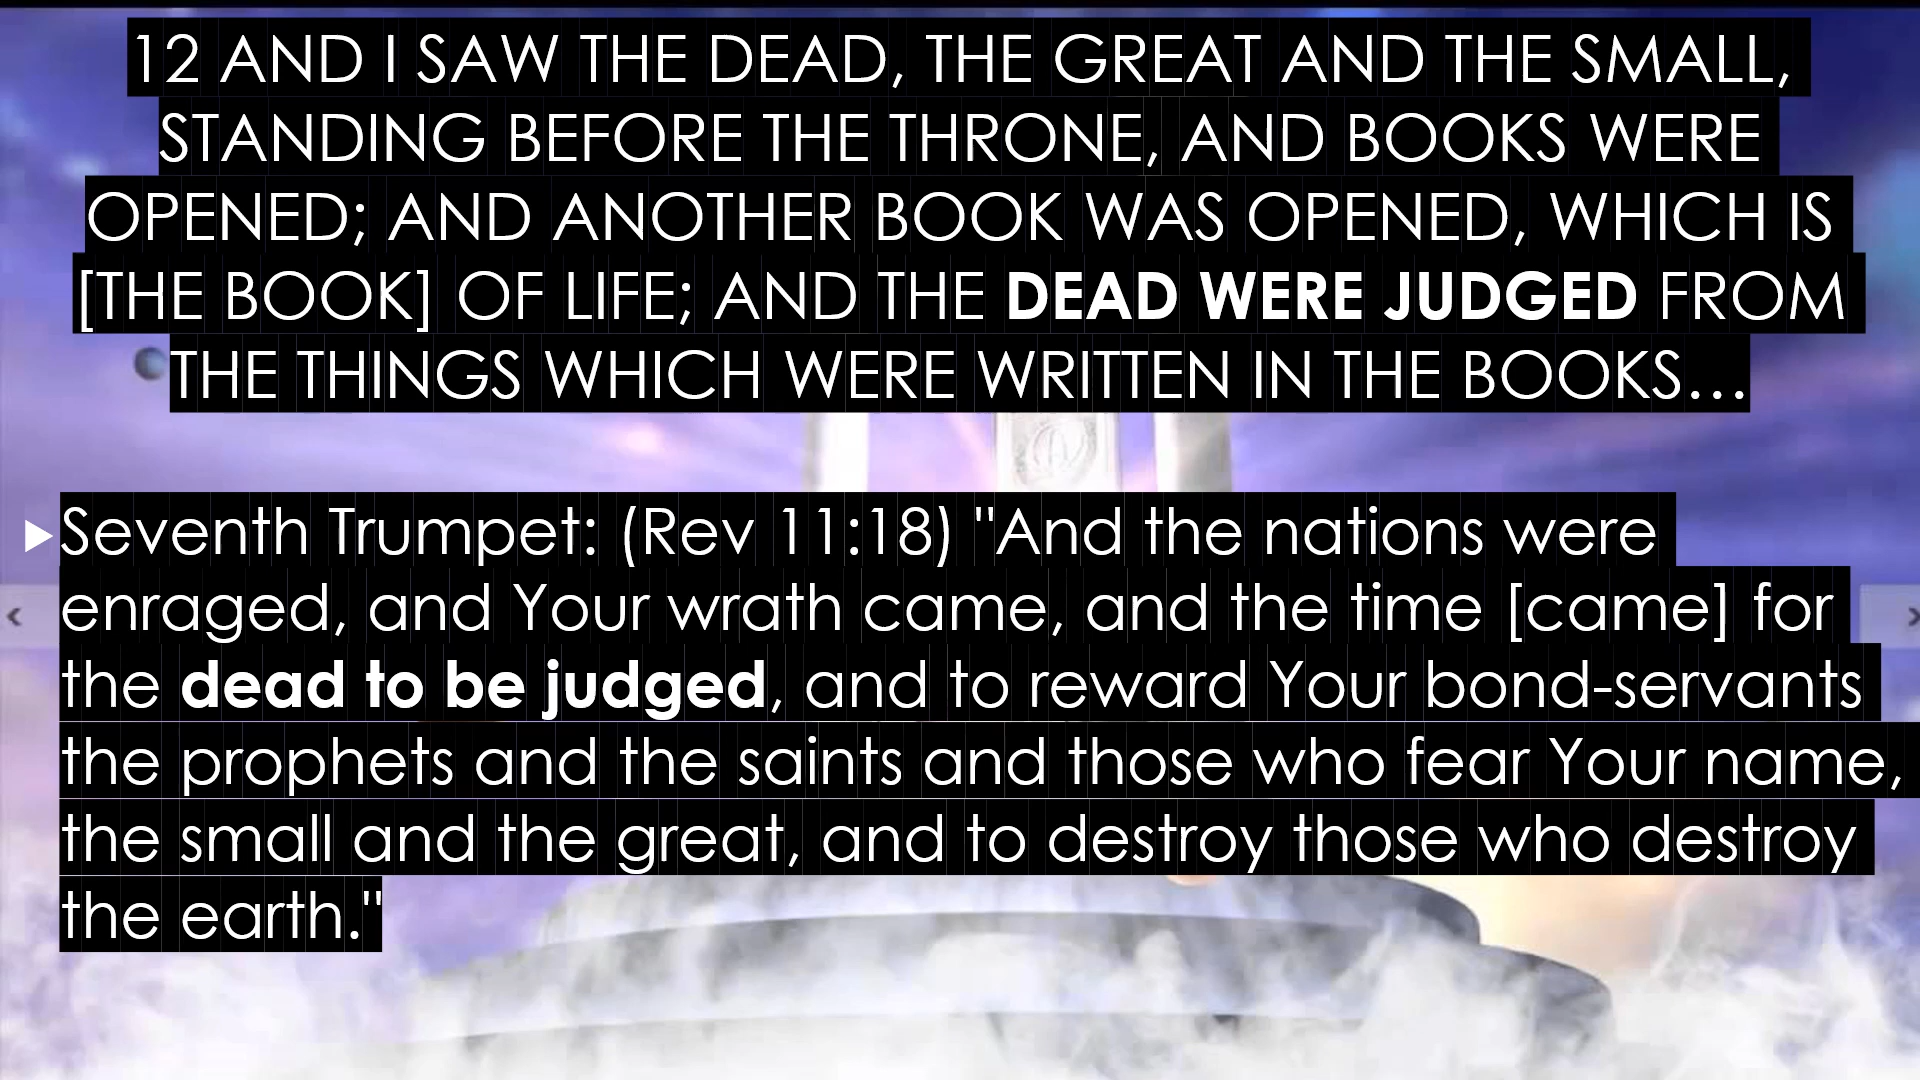 12 AND I SAW THE DEAD, THE GREAT AND THE SMALL,
STANDING BEFORE THE THRONE, AND BOOKS WERE
OPENED; AND ANOTHER BOOK WAS OPENED, WHICH IS
[THE BOOK] OF LIFE; AND THE DEAD WERE JUDGED FROM
THE THINGS WHICH WERE WRITTEN IN THE BOOKS…
Seventh Trumpet: (Rev 11:18) "And the nations were
enraged, and Your wrath came, and the time [came] for
the dead to be judged, and to reward Your bond-servants
the prophets and the saints and those who fear Your name,
the small and the great, and to destroy those who destroy
the earth."